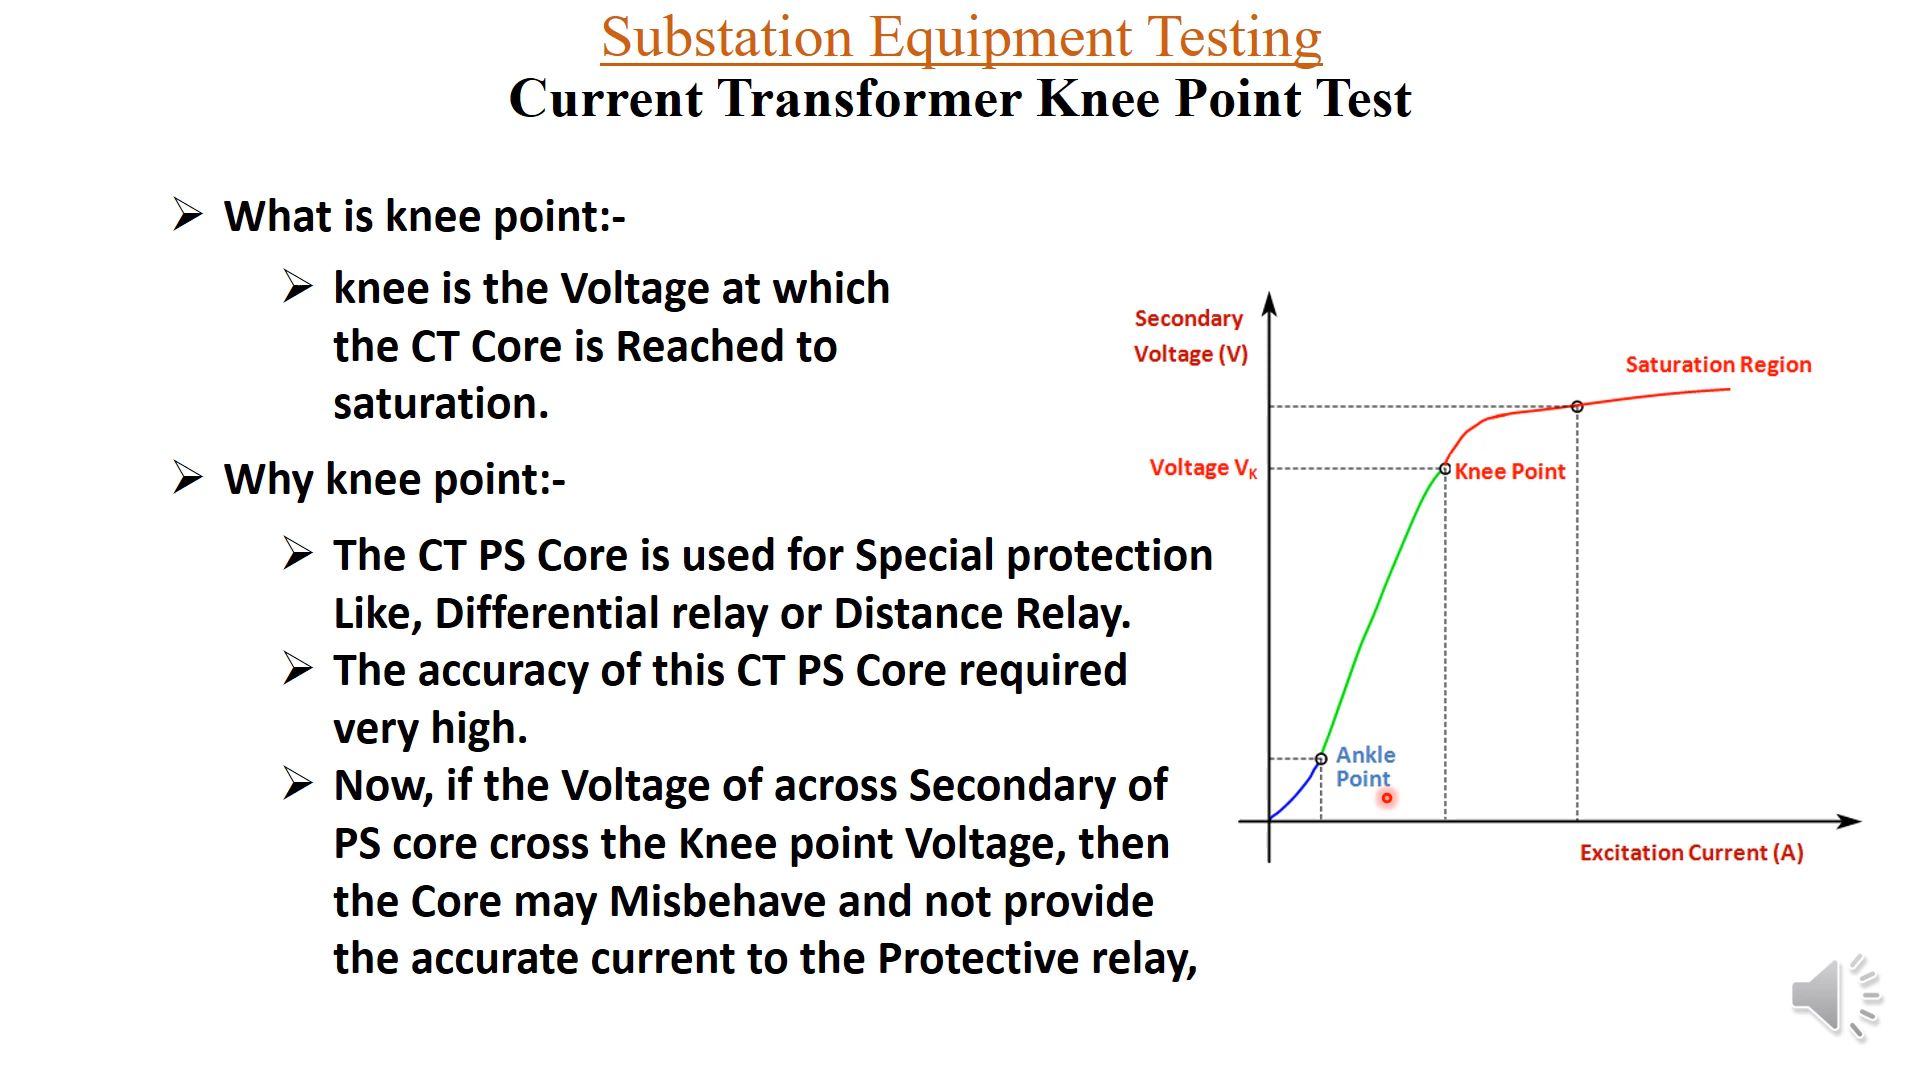 Substation Equipment Testing
Current Transformer Knee Point Test
➢ What is knee point:-
➢ knee is the Voltage at which
the CT Core is Reached to
saturation.
➢ Why knee point:-
➢ The CT PS Core is used for Special protection
Like, Differential relay or Distance Relay.
➢ The accuracy of this CT PS Core required
very high.
➢ Now, if the Voltage of across Secondary of
PS core cross the Knee point Voltage, then
the Core may Misbehave and not provide
the accurate current to the Protective relay,
Secondary
Voltage (V)
Saturation Region
Voltage VK
Knee Point
Ankle
Point
Excitation Current (A)